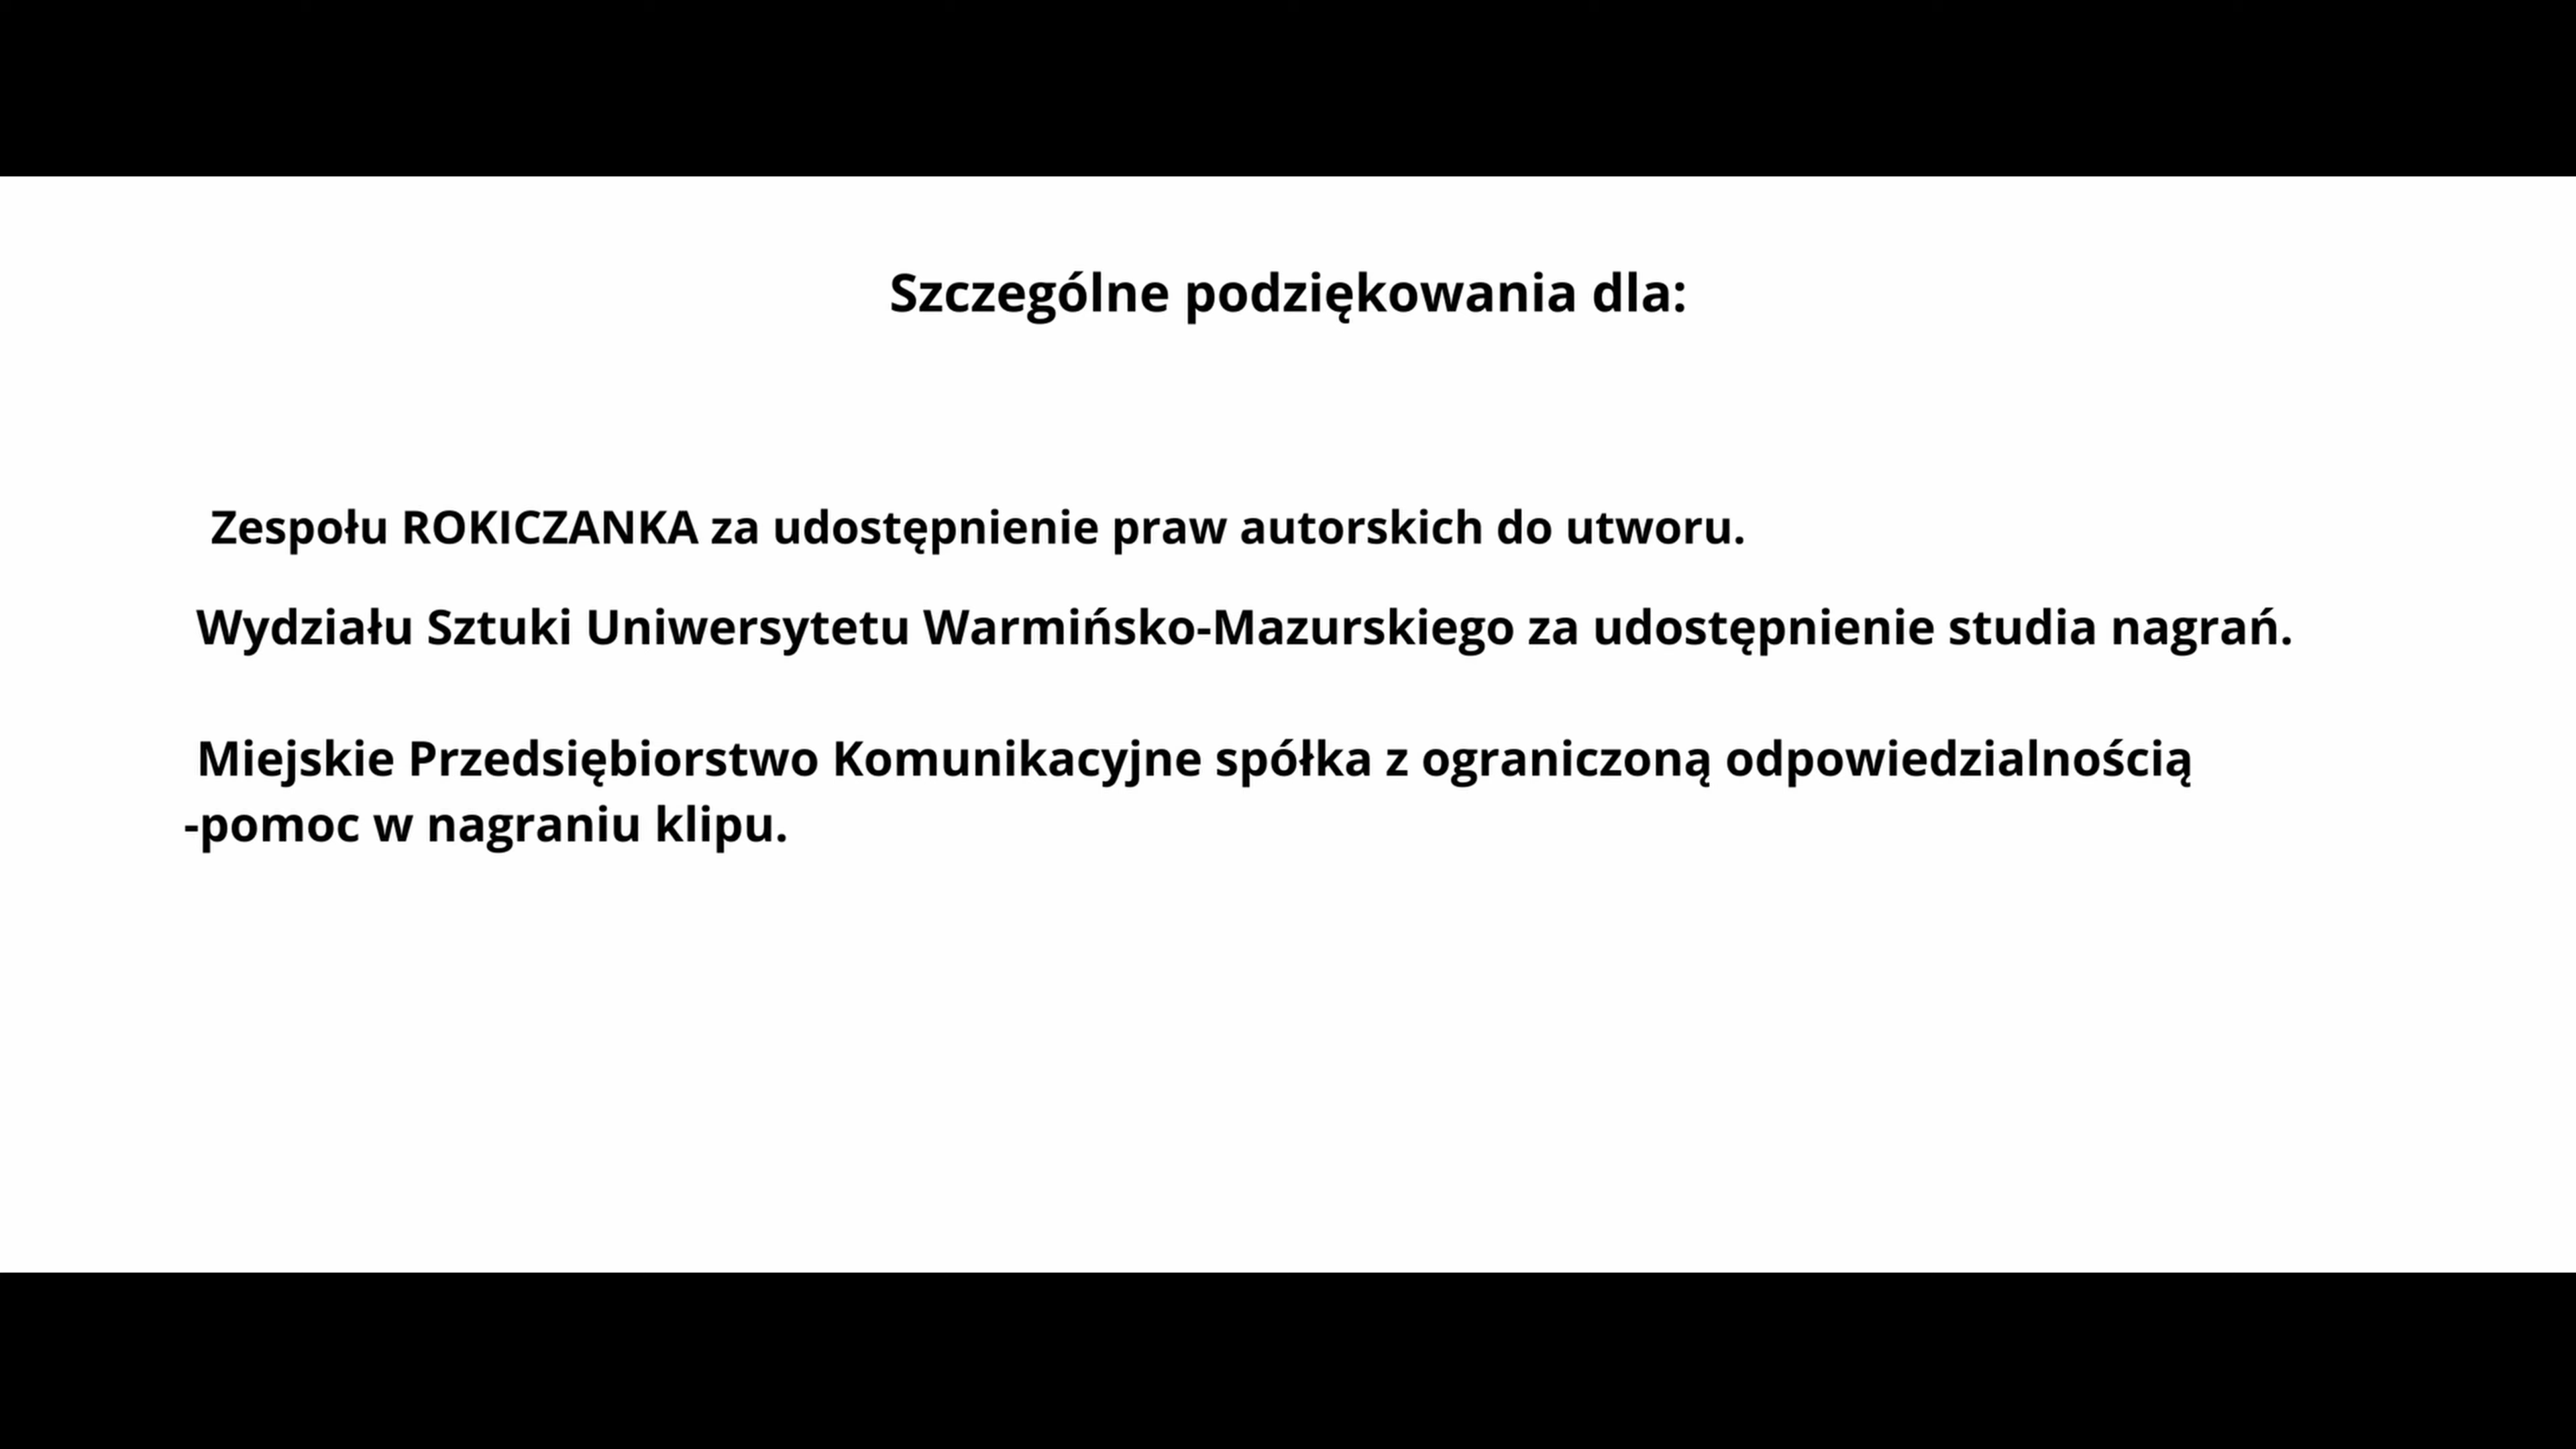 Szczególne podziękowania dla:
Zespołu ROKICZANKA za udostępnienie praw autorskich do utworu.
Wydziału Sztuki Uniwersytetu Warmińsko-Mazurskiego za udostępnienie studia nagrań.
Miejskie Przedsiębiorstwo Komunikacyjne spółka z ograniczoną odpowiedzialnością
-pomoc w nagraniu klipu.